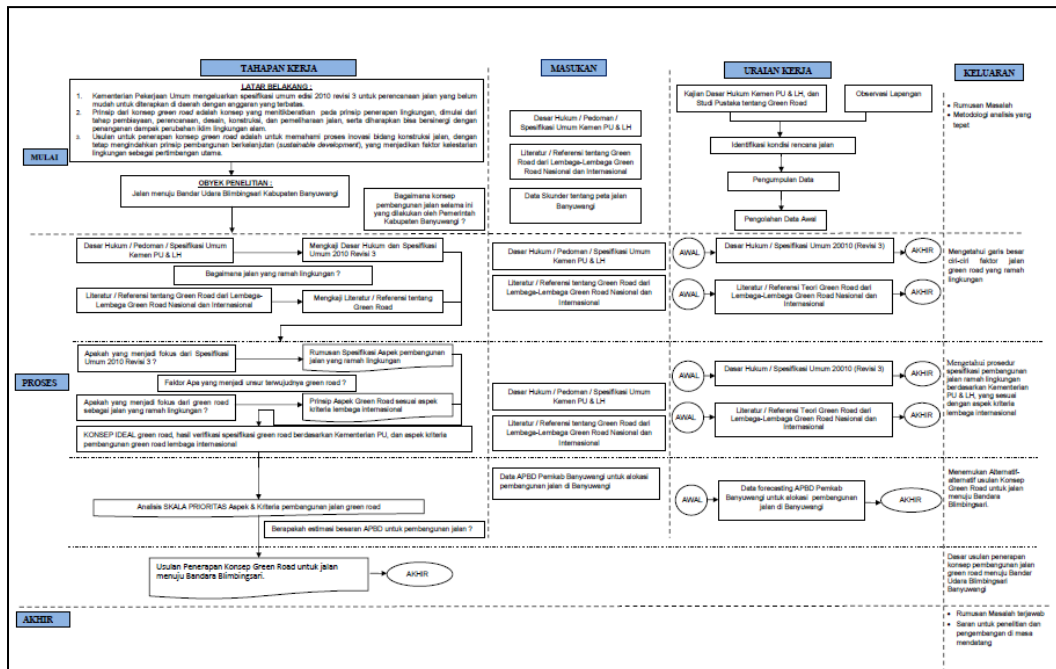 TAHAPAN KERJA
MASUKAN
URAIAN KERJA
KELUARAN
MULAI
LATAR BELAKANG :
1. Kementerian Pekerjaan Umum mengeluarkan spesifikasi umum edisi 2010 revisi 3 untuk perencanaan jalan yang belum
mudah untuk diterapkan di daerah dengan anggaran yang terbatas.
2. Prinsip dari konsep green road adalah konsep yang menitikberatkan pada prinsip penerapan lingkungan, dimulai dari
tahap pembiayaan, perencanaan, desain, konstruksi, dan pemeliharaan jalan, serta diharapkan bisa bersinergi dengan
penanganan dampak perubahan iklim lingkungan alam.
3. Usulan untuk penerapan konsep green road adalah untuk memahami proses inovasi bidang konstruksi jalan, dengan
tetap mengindahkan prinsip pembangunan berkelanjutan (sustainable development), yang menjadikan faktor kelestarian
lingkungan sebagai pertimbangan utama.
OBYEK PENELITIAN :
Jalan menuju Bandar Udara Blimbingsari Kabupaten Banyuwangi
Bagaimana konsep
pembangunan jalan selama ini
yang dilakukan oleh Pemerintah
Kabupaten Banyuwangi ?
Dasar Hukum / Pedoman /
Spesifikasi Umum Kemen PU & LH
Literatur / Referensi tentang Green
Road dari Lembaga-Lembaga Green
Road Nasional dan Internasional
Data Skunder tentang peta jalan
Banyuwangi
Kajian Dasar Hukum Kemen PU & LH, dan
Studi Pustaka tentang Green Road
Observasi Lapangan
Identifikasi kondisi rencana jalan
Pengumpulan Data
Pengolahan Data Awal
• Rumusan Masalah
• Metodologi analisis yang
tepat
PROSES
Dasar Hukum / Pedoman / Spesifikasi Umum
Kemen PU & LH
Mengkaji Dasar Hukum dan Spesifikasi
Umum 2010 Revisi 3
Bagaimana jalan yang ramah lingkungan ?
Literatur / Referensi tentang Green Road dari Lembaga-
Lembaga Green Road Nasional dan Internasional
Mengkaji Literatur / Referensi tentang
Green Road
Dasar Hukum / Pedoman / Spesifikasi Umum
Kemen PU & LH
Literatur / Referensi tentang Green Road dari
Lembaga-Lembaga Green Road Nasional dan
Internasional
AWAL
Dasar Hukum / Spesifikasi Umum 20010 (Revisi 3)
AKHIR
AWAL
Literatur / Referensi Teori Green Road dari
Lembaga-Lembaga Green Road Nasional dan
Internasional
AKHIR
Mengetahui garis besar
ciri-ciri faktor jalan
green road yang ramah
lingkungan
Apakah yang menjadi fokus dari Spesifikasi
Umum 2010 Revisi 3 ?
Rumusan Spesifikasi Aspek pembangunan
jalan yang ramah lingkungan
Faktor Apa yang menjadi unsur terwujudnya green road ?
Apakah yang menjadi fokus dari green road
sebagai jalan yang ramah lingkungan ?
Prinsip Aspek Green Road sesuai aspek
kriteria lembaga internasional
KONSEP IDEAL green road, hasil verifikasi spesifikasi green road berdasarkan Kementerian PU, dan aspek kriteria
pembangunan green road lembaga internasional
Dasar Hukum / Pedoman / Spesifikasi Umum
Kemen PU & LH
Literatur / Referensi tentang Green Road dari
Lembaga-Lembaga Green Road Nasional dan
Internasional
AWAL
Dasar Hukum / Spesifikasi Umum 20010 (Revisi 3)
AKHIR
AWAL
Literatur / Referensi Teori Green Road dari
Lembaga-Lembaga Green Road Nasional dan
Internasional
AKHIR
Mengetahui prosedur
spesifikasi pembangunan
jalan ramah lingkungan
berdasarkan Kementerian
PU & LH, yang sesuai
dengan aspek kriteria
lembaga internasional
Analisis SKALA PRIORITAS Aspek & Kriteria pembangunan jalan green road
Berapakah estimasi besaran APBD untuk pembangunan jalan ?
Data APBD Pemkab Banyuwangi untuk alokasi
pembangunan jalan di Banyuwangi
AWAL
Data forecasting APBD Pemkab
Banyuwangi untuk alokasi pembangunan
jalan di Banyuwangi
AKHIR
Menemukan Alternatif-
alternatif usulan Konsep
Green Road untuk jalan
menuju Bandara
Blimbingsari.
Usulan Penerapan Konsep Green Road untuk jalan
menuju Bandara Blimbingsari.
AKHIR
Dasar usulan penerapan
konsep pembangunan jalan
green road menuju Bandar
Udara Blimbingsari
Banyuwangi
AKHIR
• Rumusan Masalah terjawab
• Saran untuk penelitian dan
pengembangan di masa
mendatang